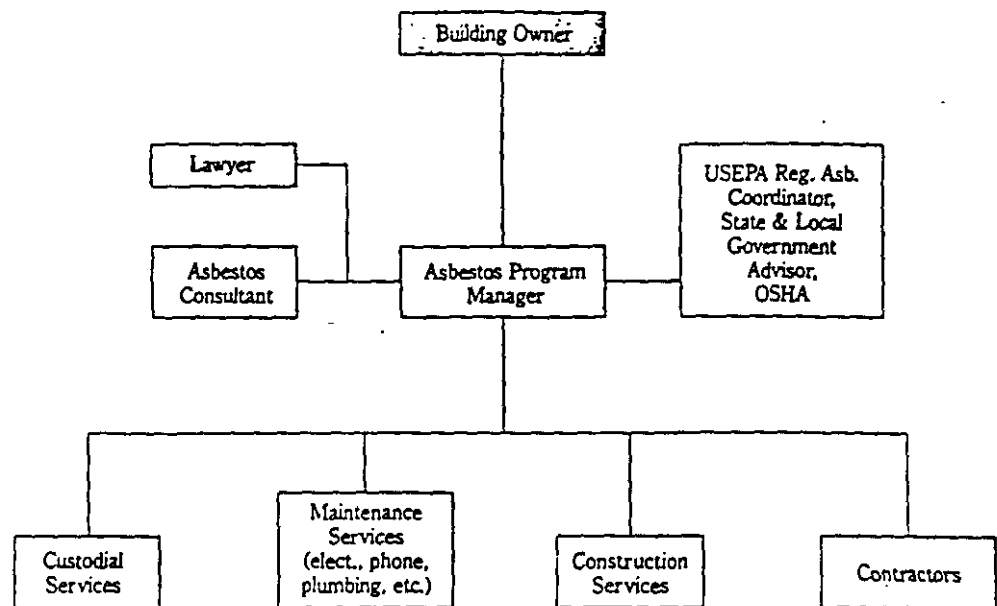 Building Owner
Lawyer
USEPA Reg. Asb.
Coordinator,
State & Local
Government
Advisor,
OSHA
Asbestos
Consultant
Asbestos Program
Manager
Custodial
Services
Maintenance
Services
(elect., phone,
plumbing, etc.)
Construction
Services
Contractors